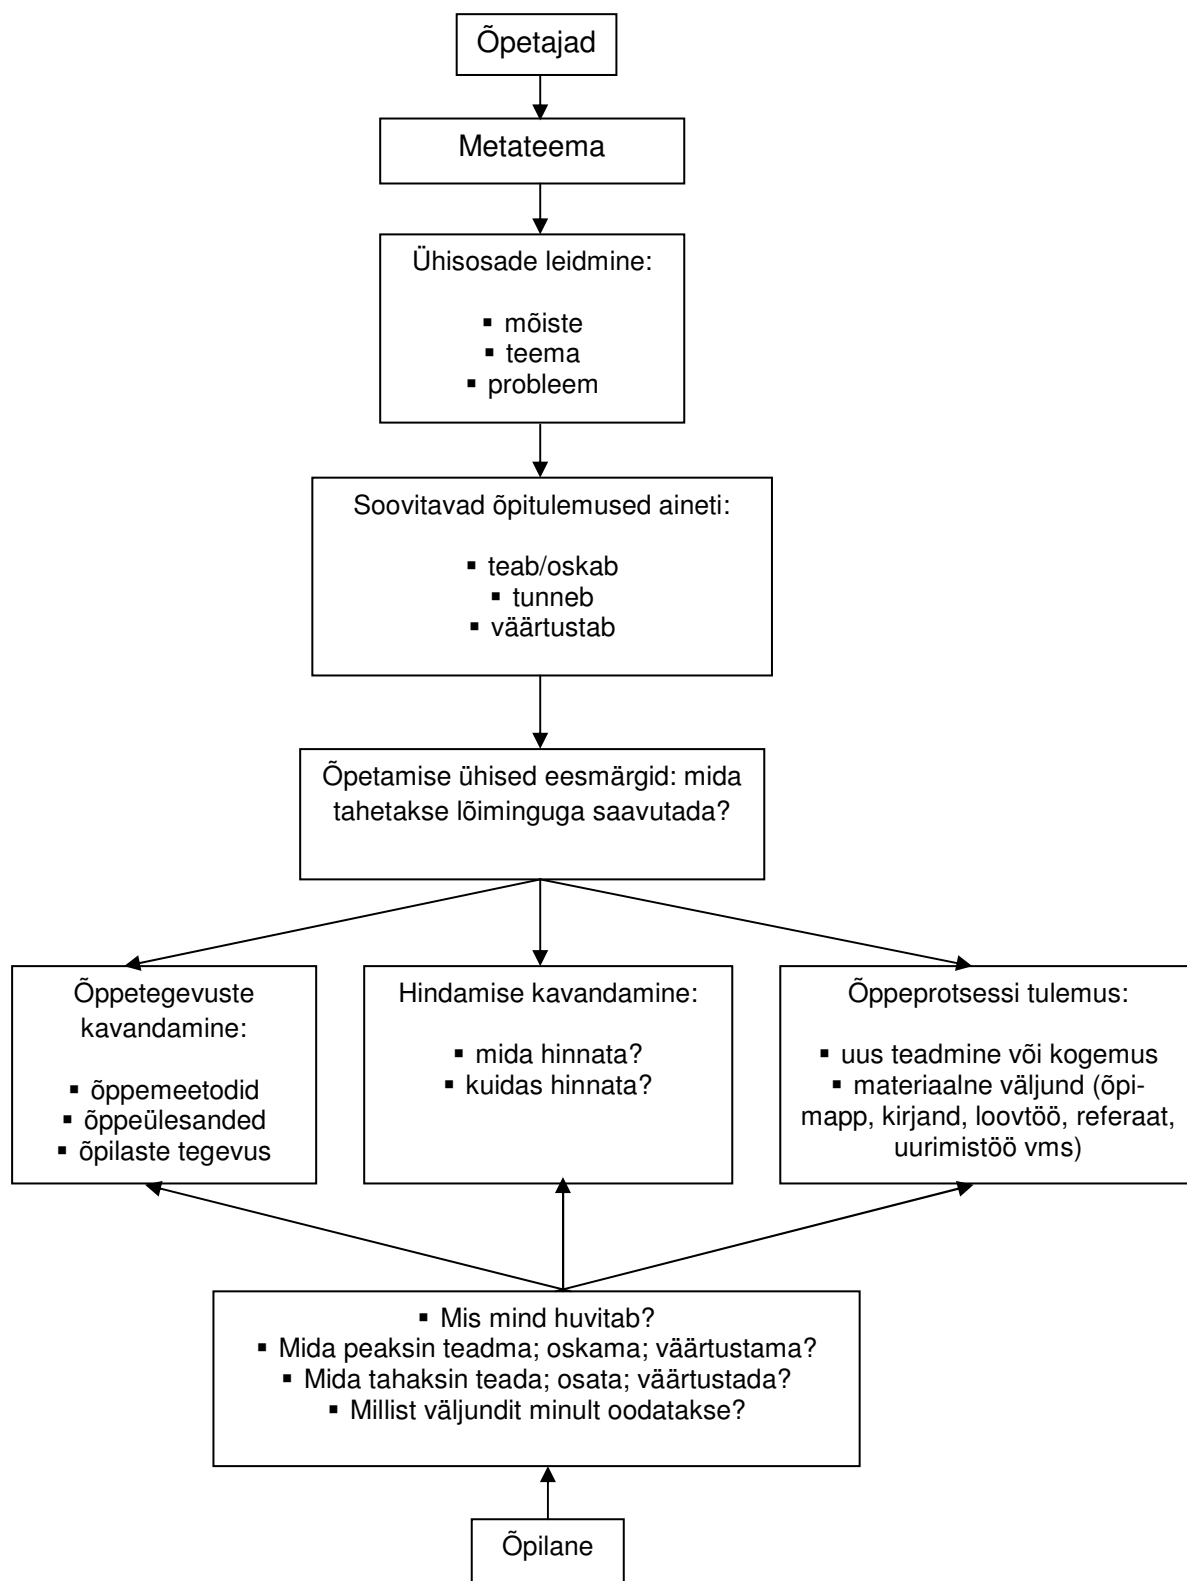 Õpetajad
Metateema
Ühisosade leidmine:
▪ mõiste
▪ teema
▪ probleem
Soovitavad õpitulemused aineti:
▪ teab/oskab
▪ tunneb
▪ väärtustab
Õpetamise ühised eesmärgid: mida
tahetakse lõiminguga saavutada?
Õppetegevuste
kavandamine:
▪ õppemeetodid
▪ õppeülesanded
▪ õpilaste tegevus
Hindamise kavandamine:
▪ mida hinnata?
▪ kuidas hinnata?
Õppeprotsessi tulemus:
▪ uus teadmine või kogemus
▪ materiaalne väljund (õpi-
mapp, kirjand, loovtöö, referaat,
uurimistöö vms)
▪ Mis mind huvitab?
▪ Mida peaksin teadma; oskama; väärtustama?
▪ Mida tahaksin teada; osata; väärtustada?
▪ Millist väljundit minult oodatakse?
Õpilane